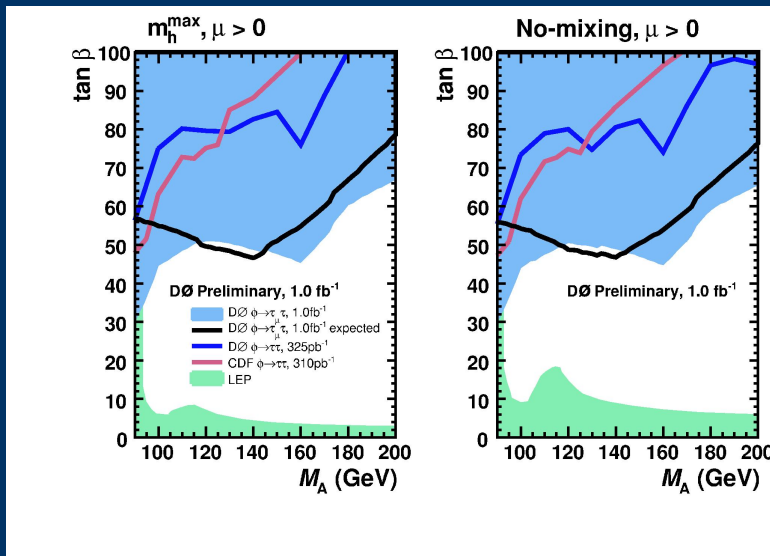 m_h^max, μ > 0
tan β
100
90
80
70
60
50
40
30
20
10
0
DØ Preliminary, 1.0 fb⁻¹
DØ ϕ→τ_μτ, 1.0fb⁻¹
DØ ϕ→τ_μτ, 1.0fb⁻¹ expected
DØ ϕ→ττ, 325pb⁻¹
CDF ϕ→ττ, 310pb⁻¹
LEP
100 120 140 160 180 200
M_A (GeV)
No-mixing, μ > 0
tan β
100
90
80
70
60
50
40
30
20
10
0
DØ Preliminary, 1.0 fb⁻¹
100 120 140 160 180 200
M_A (GeV)